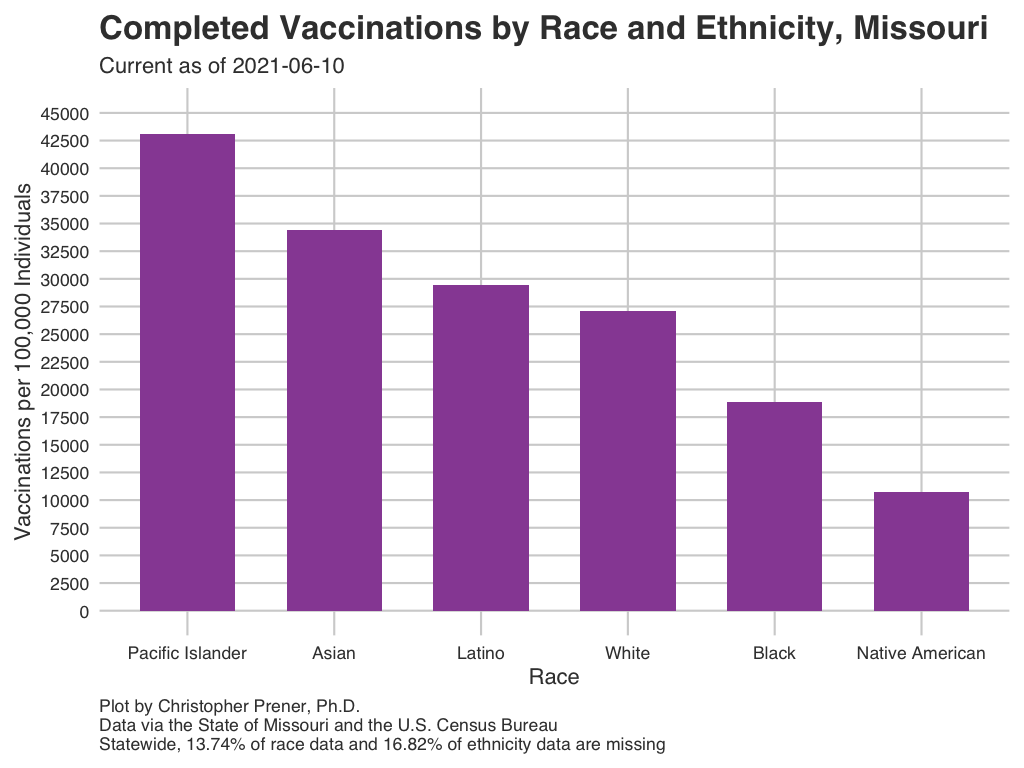 Completed Vaccinations by Race and Ethnicity, Missouri
Current as of 2021-06-10
Vaccinations per 100,000 Individuals
45000
42500
40000
37500
35000
32500
30000
27500
25000
22500
20000
17500
15000
12500
10000
7500
5000
2500
0
Pacific Islander Asian Latino White Black Native American
Race
Plot by Christopher Prener, Ph.D.
Data via the State of Missouri and the U.S. Census Bureau
Statewide, 13.74% of race data and 16.82% of ethnicity data are missing